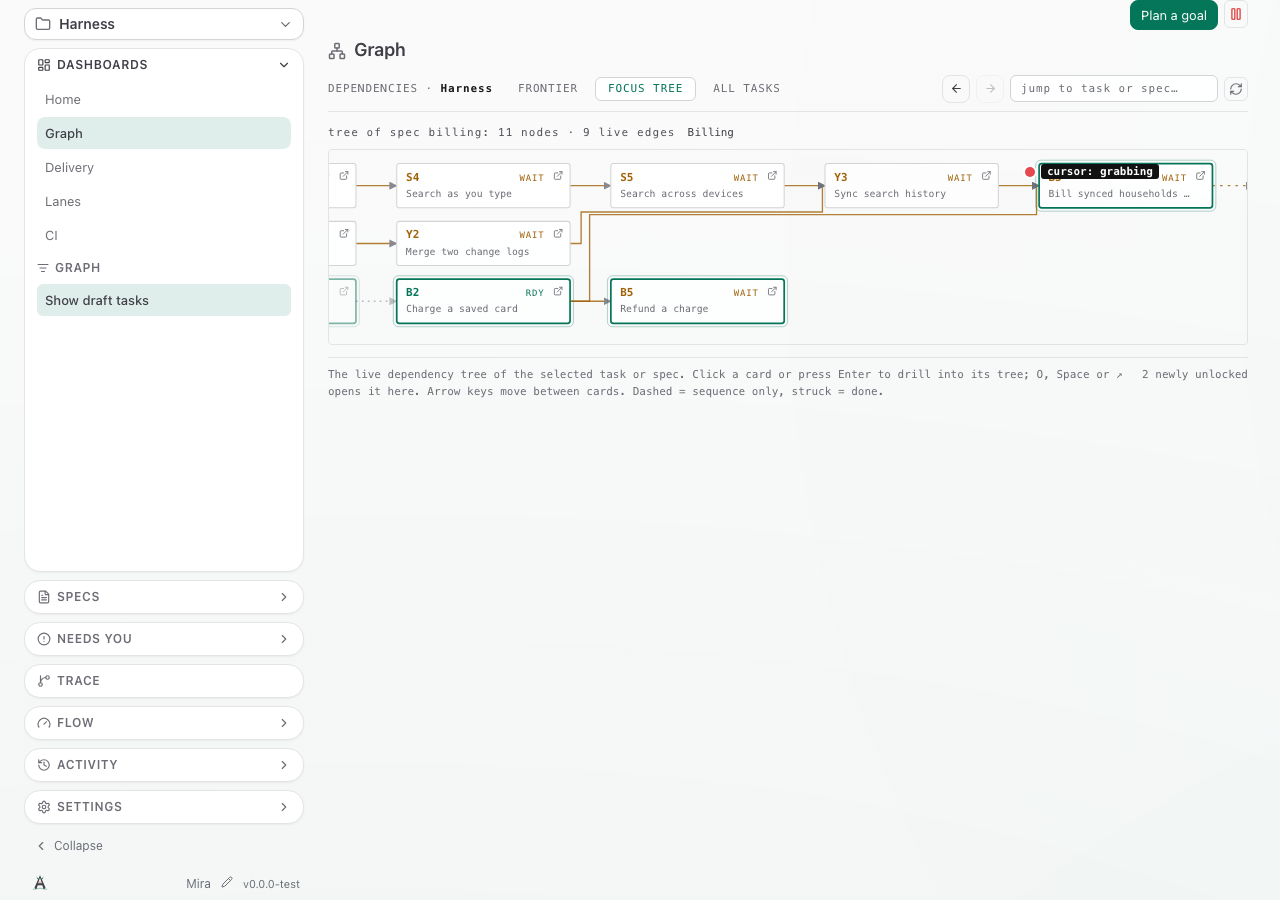 Harness
Plan a goal
DASHBOARDS
Home
Graph
Delivery
Lanes
CI
GRAPH
Show draft tasks
SPECS
NEEDS YOU
TRACE
FLOW
ACTIVITY
SETTINGS
Collapse
Mira v0.0.0-test
Graph
DEPENDENCIES · Harness FRONTIER FOCUS TREE ALL TASKS jump to task or spec…
tree of spec billing: 11 nodes · 9 live edges Billing
S4 WAIT
Search as you type
S5 WAIT
Search across devices
Y3 WAIT
Sync search history
cursor: grabbing
WAIT
Bill synced households …
Y2 WAIT
Merge two change logs
B2 RDY
Charge a saved card
B5 WAIT
Refund a charge
The live dependency tree of the selected task or spec. Click a card or press Enter to drill into its tree; O, Space or ↗
opens it here. Arrow keys move between cards. Dashed = sequence only, struck = done.
2 newly unlocked